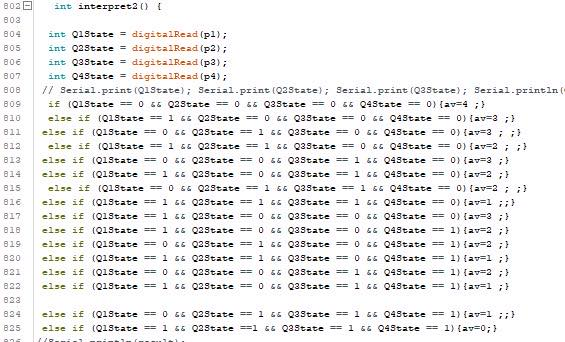 802 int interpret2() {
803
804 int Q1State = digitalRead(p1);
805 int Q2State = digitalRead(p2);
806 int Q3State = digitalRead(p3);
807 int Q4State = digitalRead(p4);
808 // Serial.print(Q1State); Serial.print(Q2State); Serial.print(Q3State); Serial.println(
809 if (Q1State == 0 && Q2State == 0 && Q3State == 0 && Q4State == 0){av=4 ;}
810 else if (Q1State == 1 && Q2State == 0 && Q3State == 0 && Q4State == 0){av=3 ;}
811 else if (Q1State == 0 && Q2State == 1 && Q3State == 0 && Q4State == 0){av=3 ; ;}
812 else if (Q1State == 1 && Q2State == 1 && Q3State == 0 && Q4State == 0){av=2 ; ;}
813 else if (Q1State == 0 && Q2State == 0 && Q3State == 1 && Q4State == 0){av=3 ;}
814 else if (Q1State == 1 && Q2State == 0 && Q3State == 1 && Q4State == 0){av=2 ;}
815 else if (Q1State == 0 && Q2State == 1 && Q3State == 1 && Q4State == 0){av=2 ; ;}
816 else if (Q1State == 1 && Q2State == 1 && Q3State == 1 && Q4State == 0){av=1 ;;}
817 else if (Q1State == 0 && Q2State == 0 && Q3State == 0 && Q4State == 1){av=3 ;}
818 else if (Q1State == 1 && Q2State == 0 && Q3State == 0 && Q4State == 1){av=2 ;}
819 else if (Q1State == 0 && Q2State == 1 && Q3State == 0 && Q4State == 1){av=2 ;}
820 else if (Q1State == 1 && Q2State == 1 && Q3State == 0 && Q4State == 1){av=1 ;}
821 else if (Q1State == 0 && Q2State == 0 && Q3State == 1 && Q4State == 1){av=2 ;}
822 else if (Q1State == 1 && Q2State == 0 && Q3State == 1 && Q4State == 1){av=1 ;}
823
824 else if (Q1State == 0 && Q2State == 1 && Q3State == 1 && Q4State == 1){av=1 ;;}
825 else if (Q1State == 1 && Q2State ==1 && Q3State == 1 && Q4State == 1){av=0;}
826 //Serial.println(result);